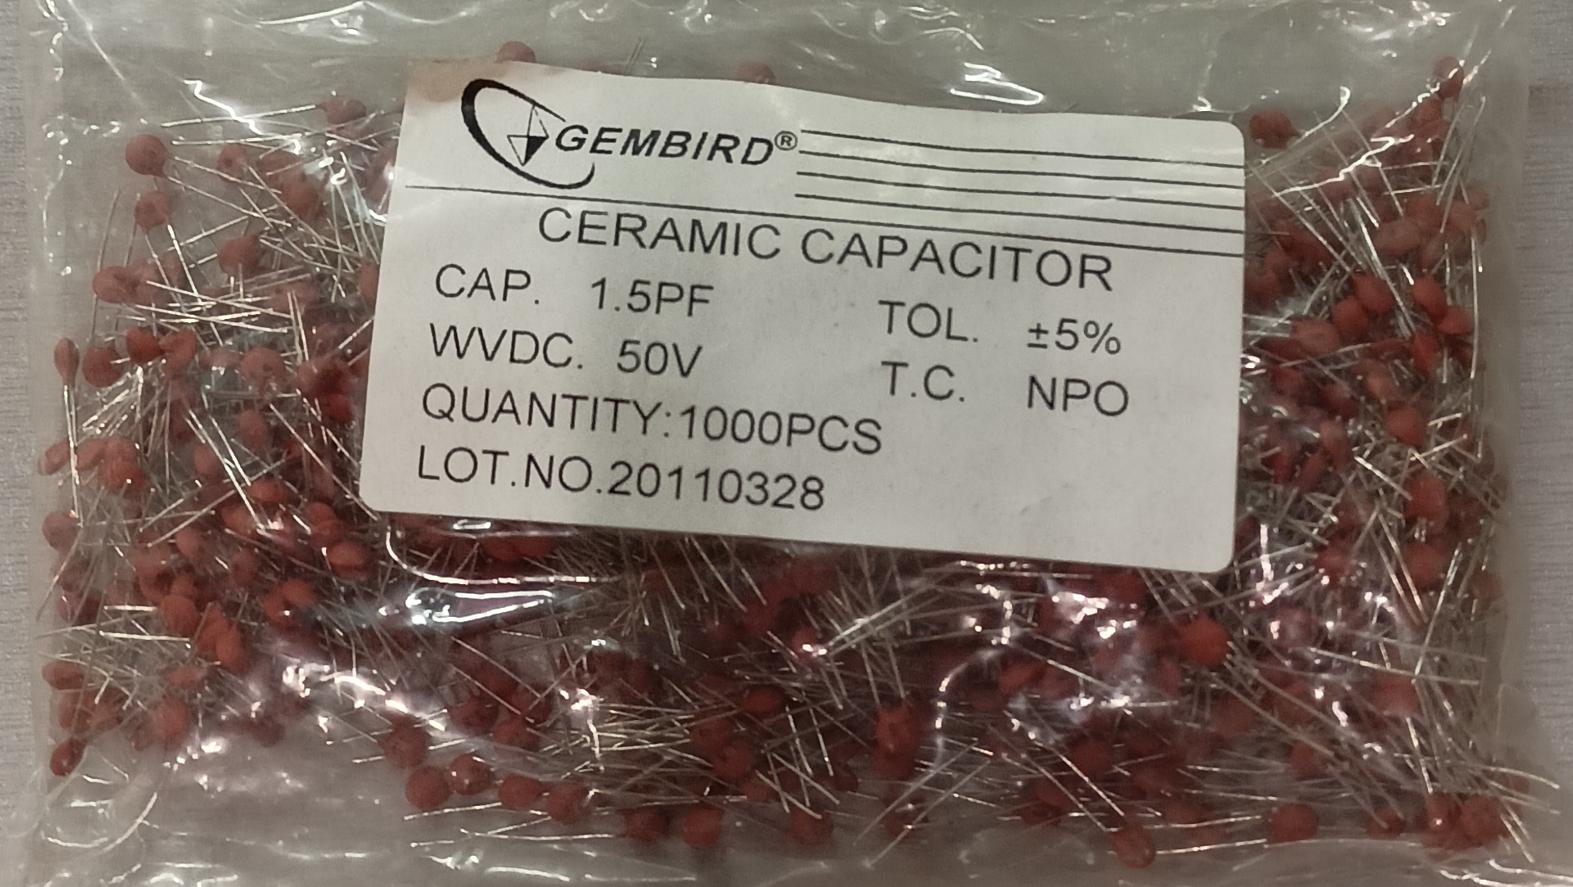 GEMBIRD®
CERAMIC CAPACITOR
CAP. 1.5PF TOL. ±5%
WVDC. 50V T.C. NPO
QUANTITY:1000PCS
LOT.NO.20110328